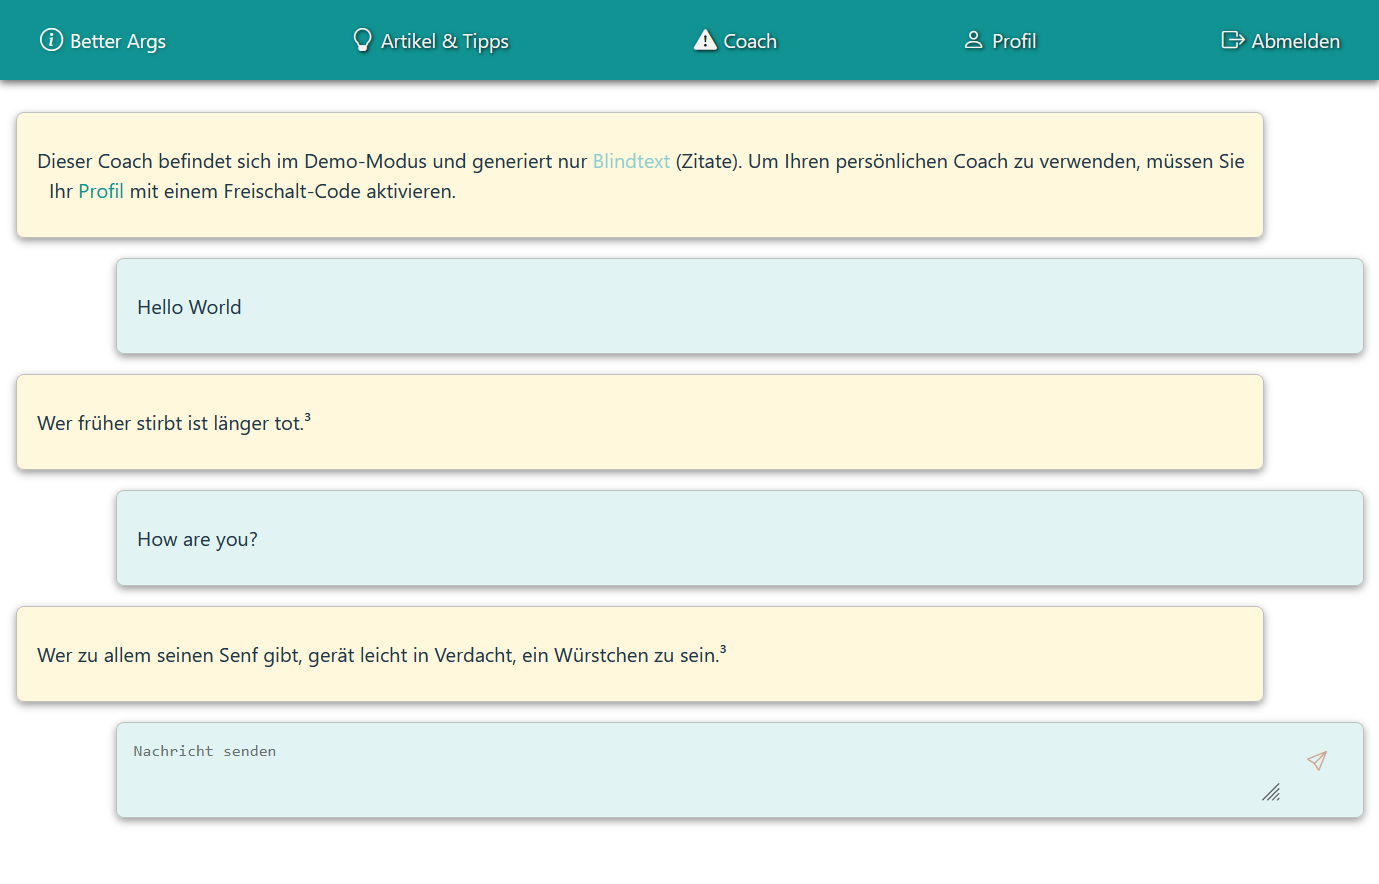 Better Args
Artikel & Tipps
Coach
Profil
Abmelden
Dieser Coach befindet sich im Demo-Modus und generiert nur Blindtext (Zitate). Um Ihren persönlichen Coach zu verwenden, müssen Sie
Ihr Profil mit einem Freischalt-Code aktivieren.
Hello World
Wer früher stirbt ist länger tot.³
How are you?
Wer zu allem seinen Senf gibt, gerät leicht in Verdacht, ein Würstchen zu sein.³
Nachricht senden